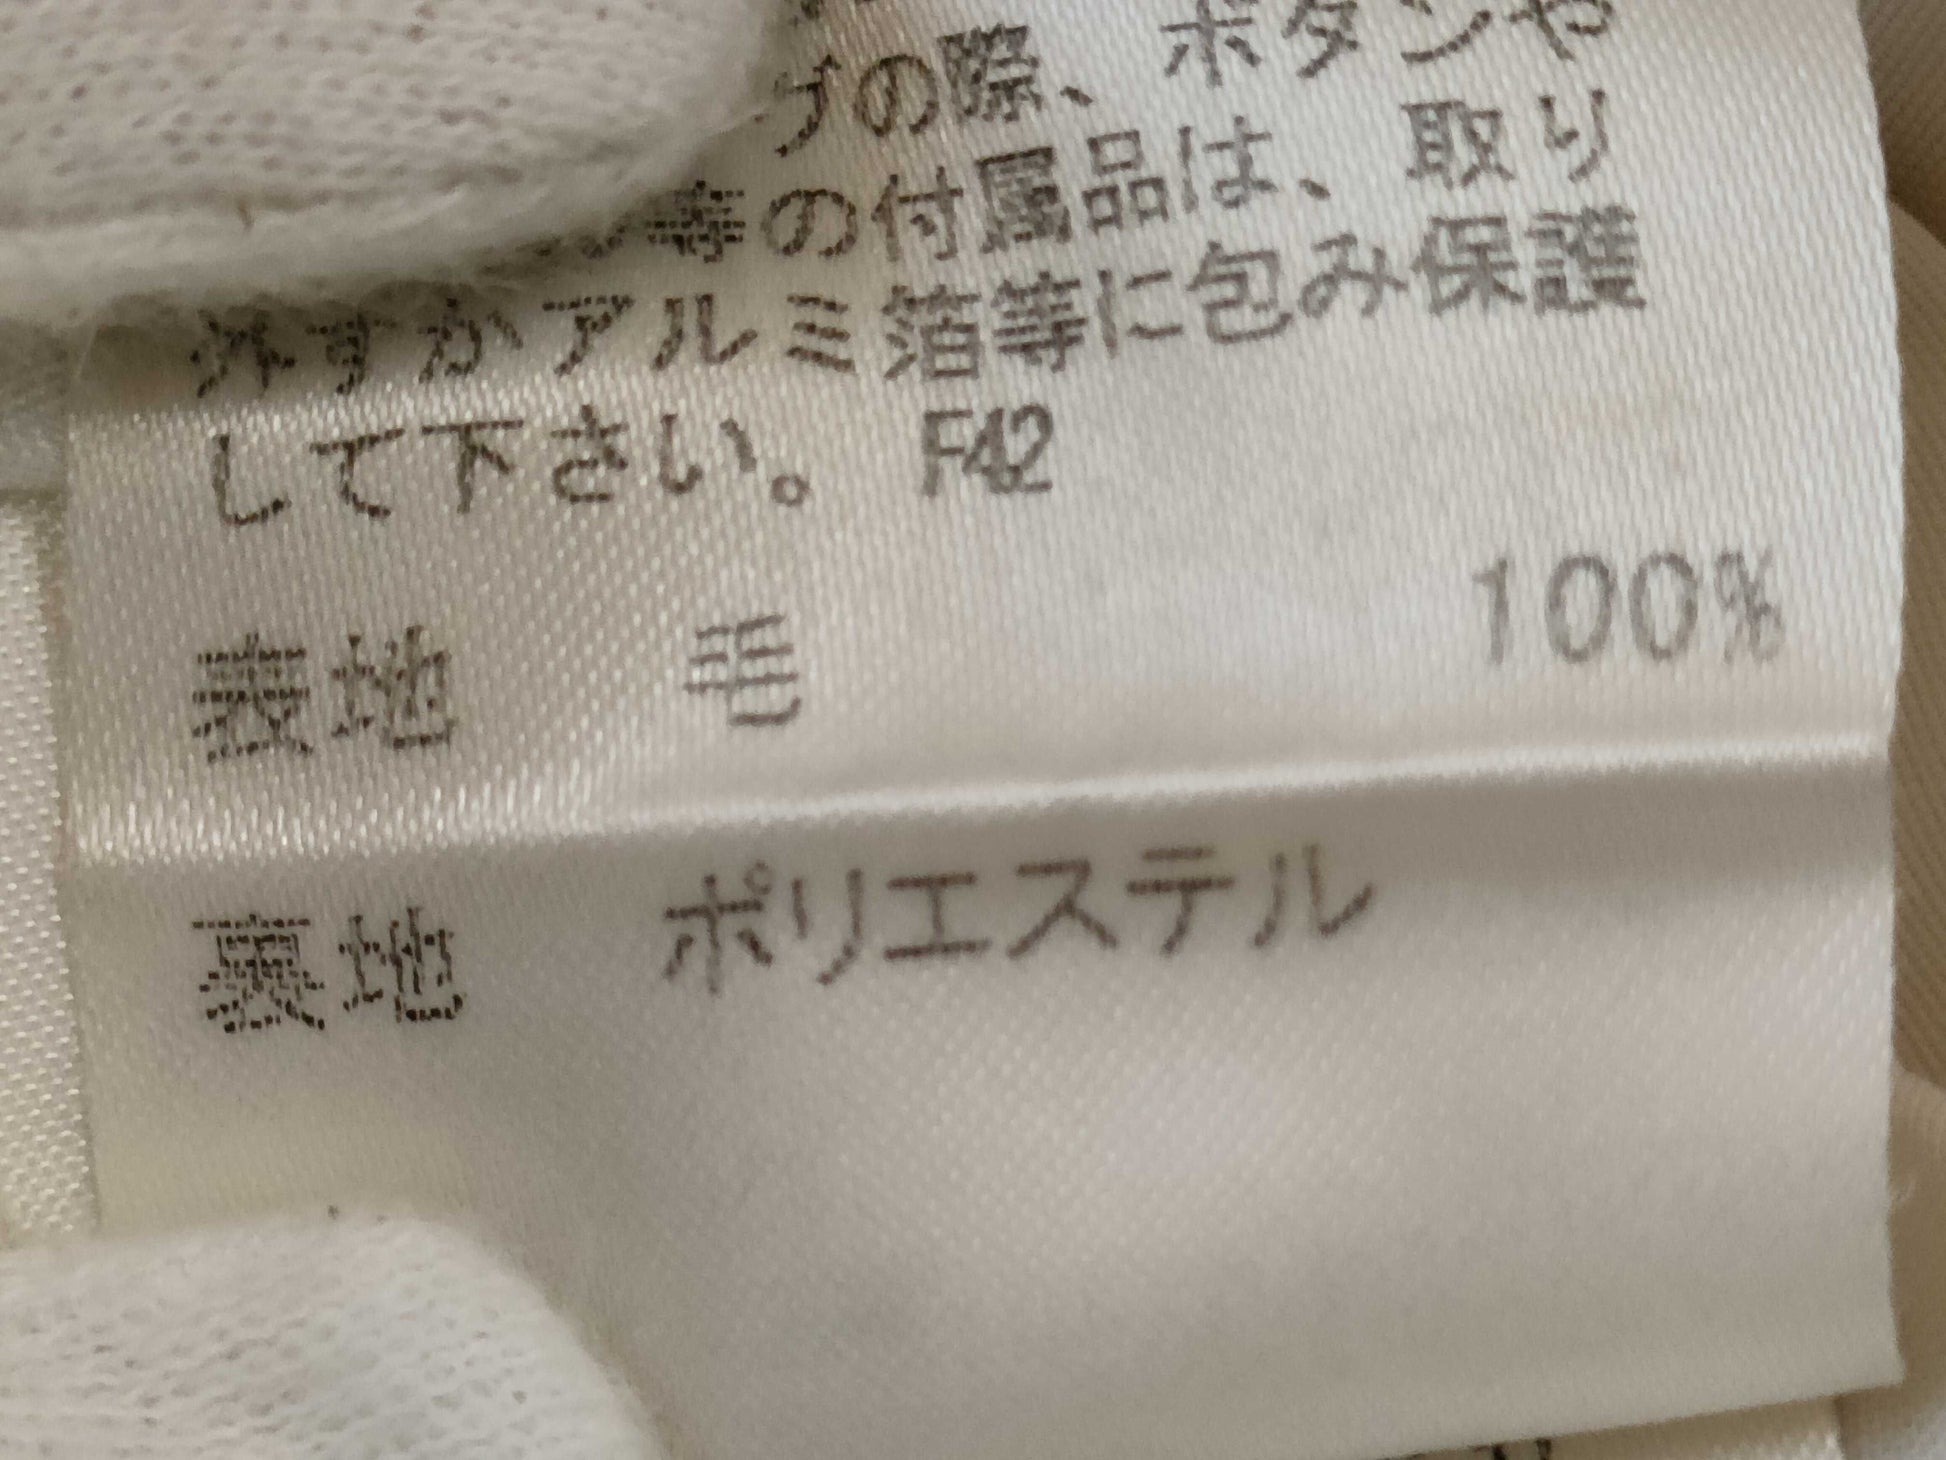 の際、ボタンや
毒の付属品は、取り
外すかアルミ箔等に包み保護
して下さい。 F42
表地 毛 100%
裏地 ポリエステル